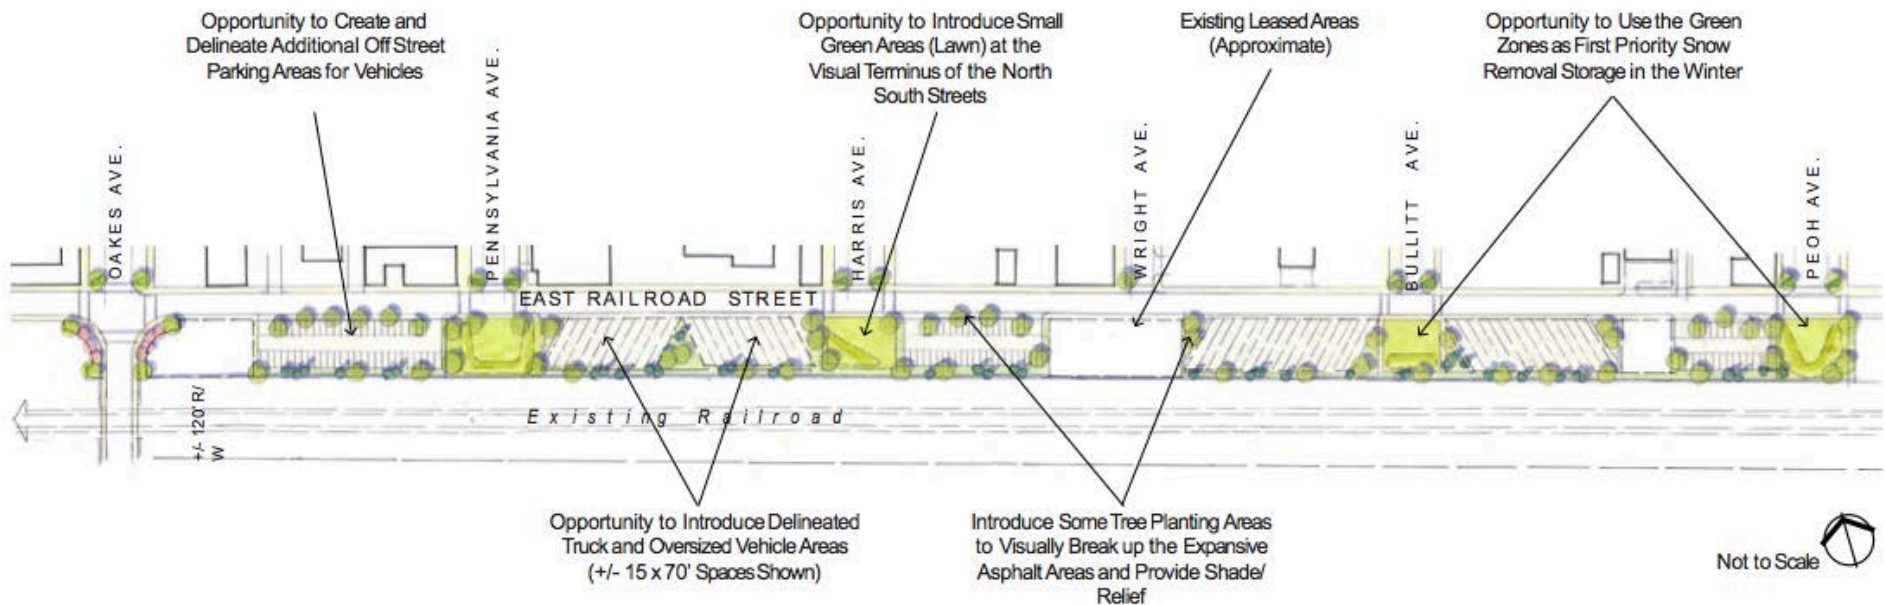 Opportunity to Create and
Delineate Additional Off Street
Parking Areas for Vehicles
Opportunity to Introduce Small
Green Areas (Lawn) at the
Visual Terminus of the North
South Streets
Existing Leased Areas
(Approximate)
Opportunity to Use the Green
Zones as First Priority Snow
Removal Storage in the Winter
OAKES AVE.
PENNSYLVANIA AVE.
HARRIS AVE.
WRIGHT AVE.
BULLITT AVE.
PEOH AVE.
EAST RAILROAD STREET
Existing Railroad
+/- 120' R/
W
Opportunity to Introduce Delineated
Truck and Oversized Vehicle Areas
(+/- 15 x 70' Spaces Shown)
Introduce Some Tree Planting Areas
to Visually Break up the Expansive
Asphalt Areas and Provide Shade/
Relief
Not to Scale